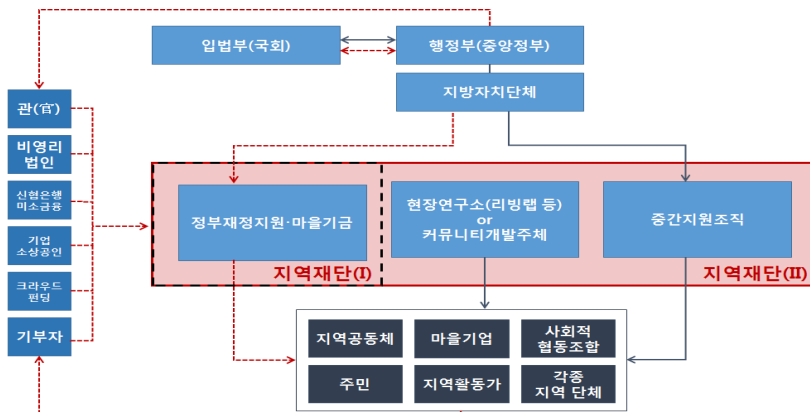 입법부(국회)
행정부(중앙정부)
지방자치단체
관(官)
비영리
법인
신협은행
미소금융
기업
소상공인
크라우드
펀딩
기부자
정부재정지원·마을기금
현장연구소(리빙랩 등)
or
커뮤니티개발주체
중간지원조직
지역재단(I)
지역재단(II)
지역공동체
마을기업
사회적
협동조합
주민
지역활동가
각종
지역 단체